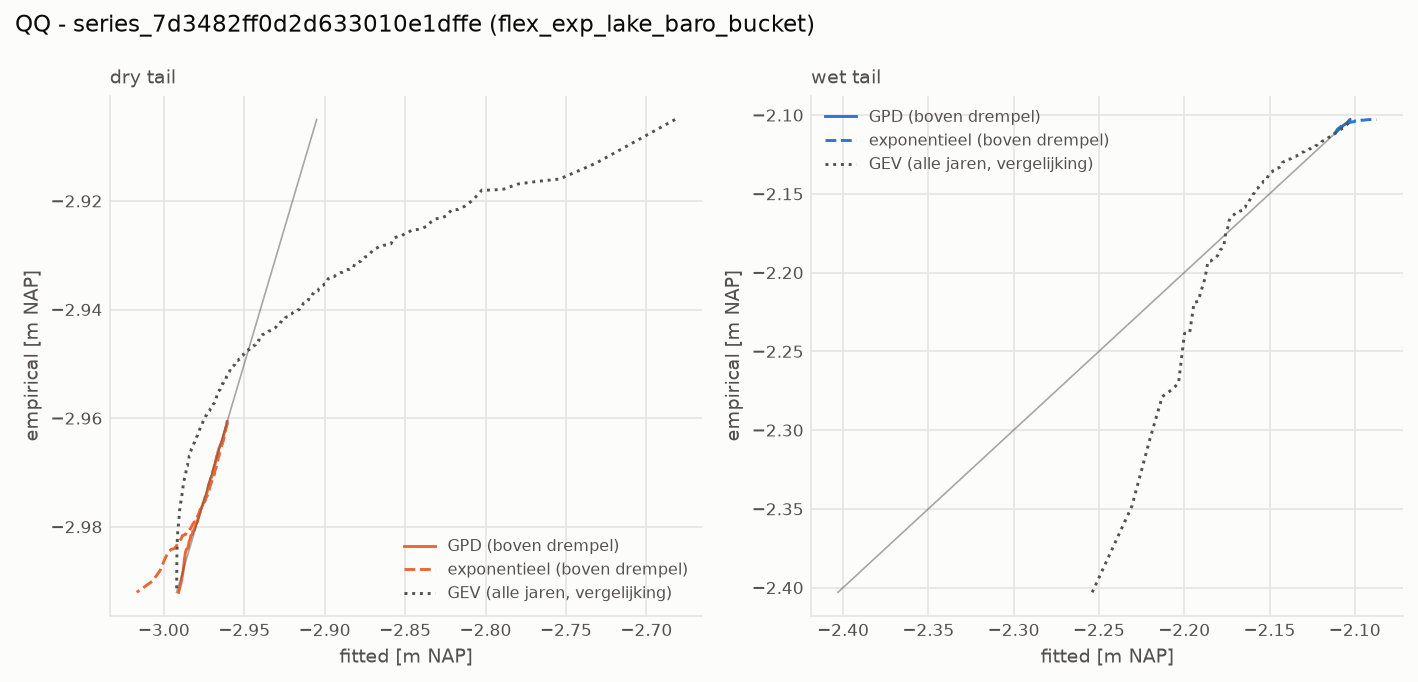 QQ - series_7d3482ff0d2d633010e1dffe (flex_exp_lake_baro_bucket)
dry tail
empirical [m NAP]
−2.92
−2.94
−2.96
−2.98
−3.00 −2.95 −2.90 −2.85 −2.80 −2.75 −2.70
fitted [m NAP]
GPD (boven drempel)
exponentieel (boven drempel)
GEV (alle jaren, vergelijking)
wet tail
empirical [m NAP]
−2.10
−2.15
−2.20
−2.25
−2.30
−2.35
−2.40
−2.40 −2.35 −2.30 −2.25 −2.20 −2.15 −2.10
fitted [m NAP]
GPD (boven drempel)
exponentieel (boven drempel)
GEV (alle jaren, vergelijking)